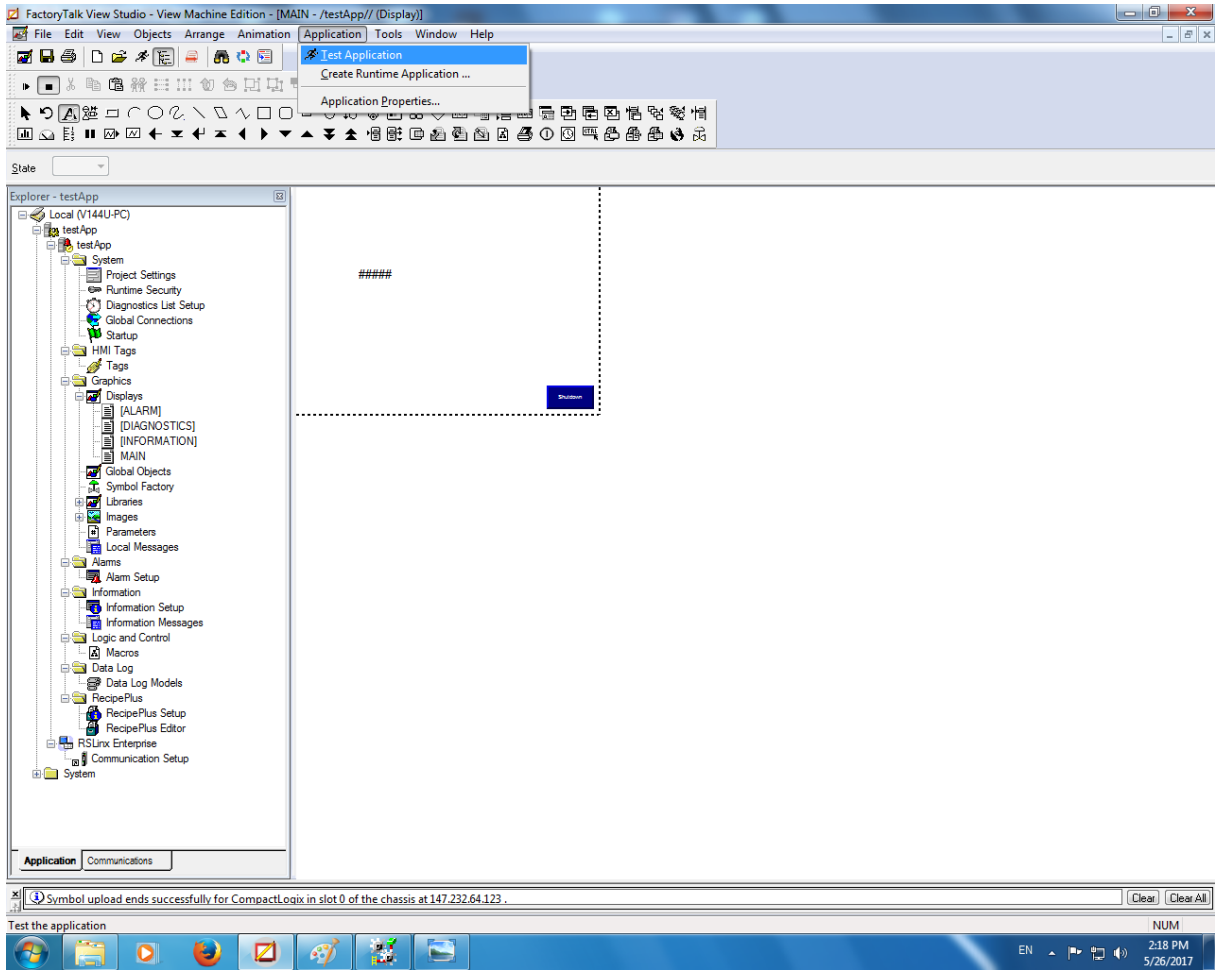 FactoryTalk View Studio - View Machine Edition - [MAIN - /testApp// (Display)]
File Edit View Objects Arrange Animation Application Tools Window Help
Test Application
Create Runtime Application ...
Application Properties...
State
Explorer - testApp
Local (V144U-PC)
testApp
testApp
System
Project Settings
Runtime Security
Diagnostics List Setup
Global Connections
Startup
HMI Tags
Tags
Graphics
Displays
[ALARM]
[DIAGNOSTICS]
[INFORMATION]
MAIN
Global Objects
Symbol Factory
Libraries
Images
Parameters
Local Messages
Alarms
Alarm Setup
Information
Information Setup
Information Messages
Logic and Control
Macros
Data Log
Data Log Models
RecipePlus
RecipePlus Setup
RecipePlus Editor
RSLinx Enterprise
Communication Setup
System
#####
Shutdown
Application Communications
Symbol upload ends successfully for CompactLogix in slot 0 of the chassis at 147.232.64.123 .
Clear Clear All
Test the application
NUM
EN
2:18 PM
5/26/2017